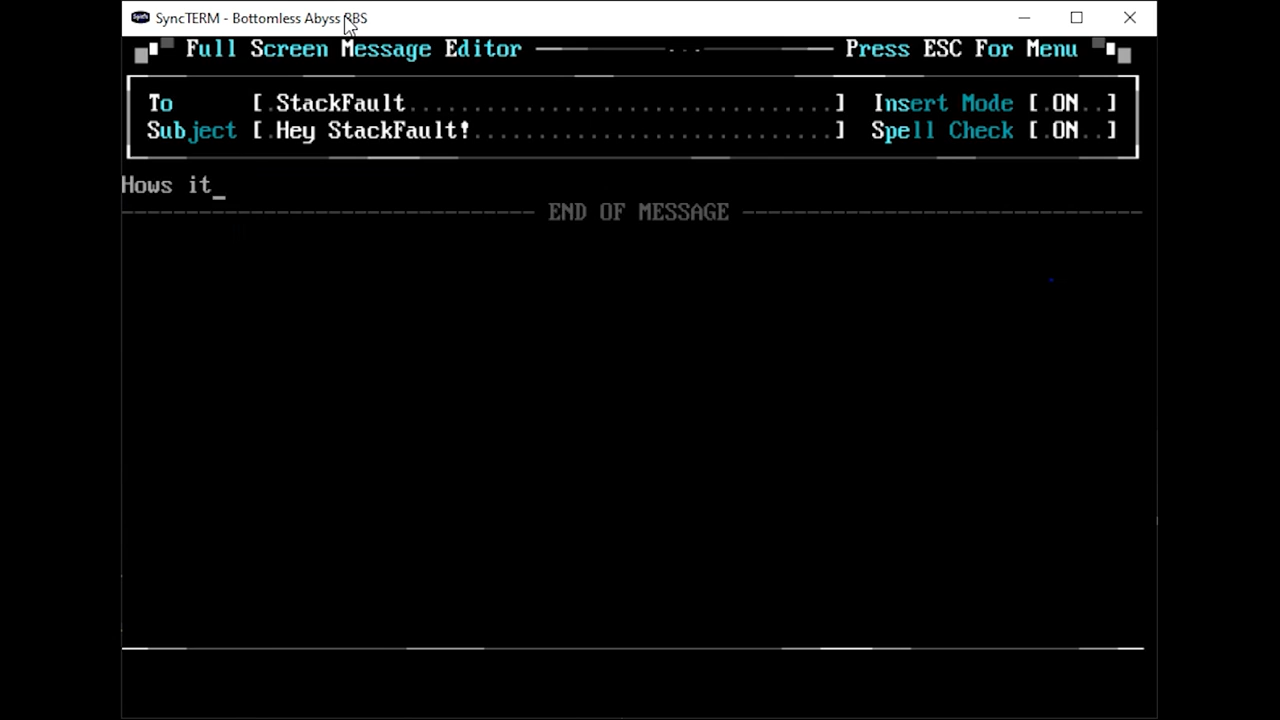 SyncTERM - Bottomless Abyss BBS
Full Screen Message Editor Press ESC For Menu
To [.StackFault.................................] Insert Mode [.ON..]
Subject [.Hey StackFault!............................] Spell Check [.ON..]
Hows it_
END OF MESSAGE